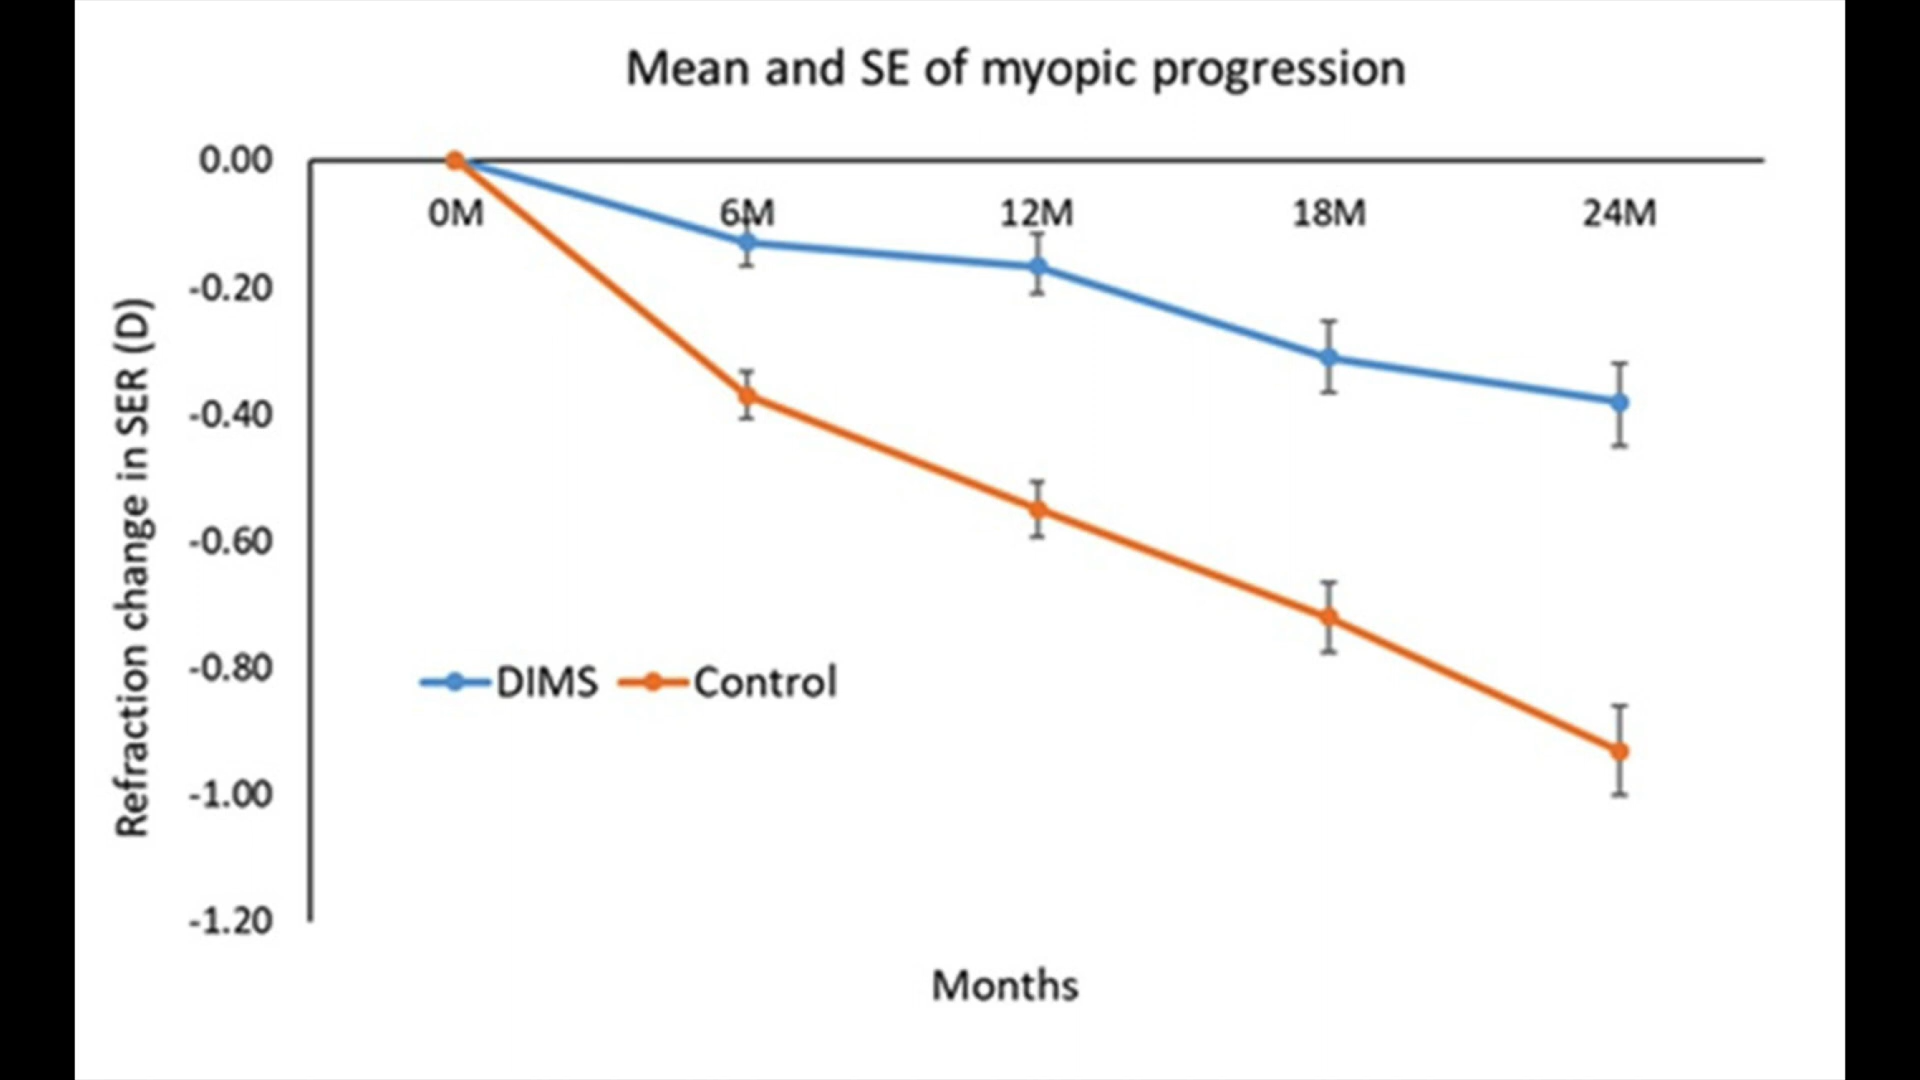 Mean and SE of myopic progression
0.00
0M 6M 12M 18M 24M
-0.20
-0.40
-0.60
-0.80
-1.00
-1.20
Refraction change in SER (D)
DIMS Control
Months